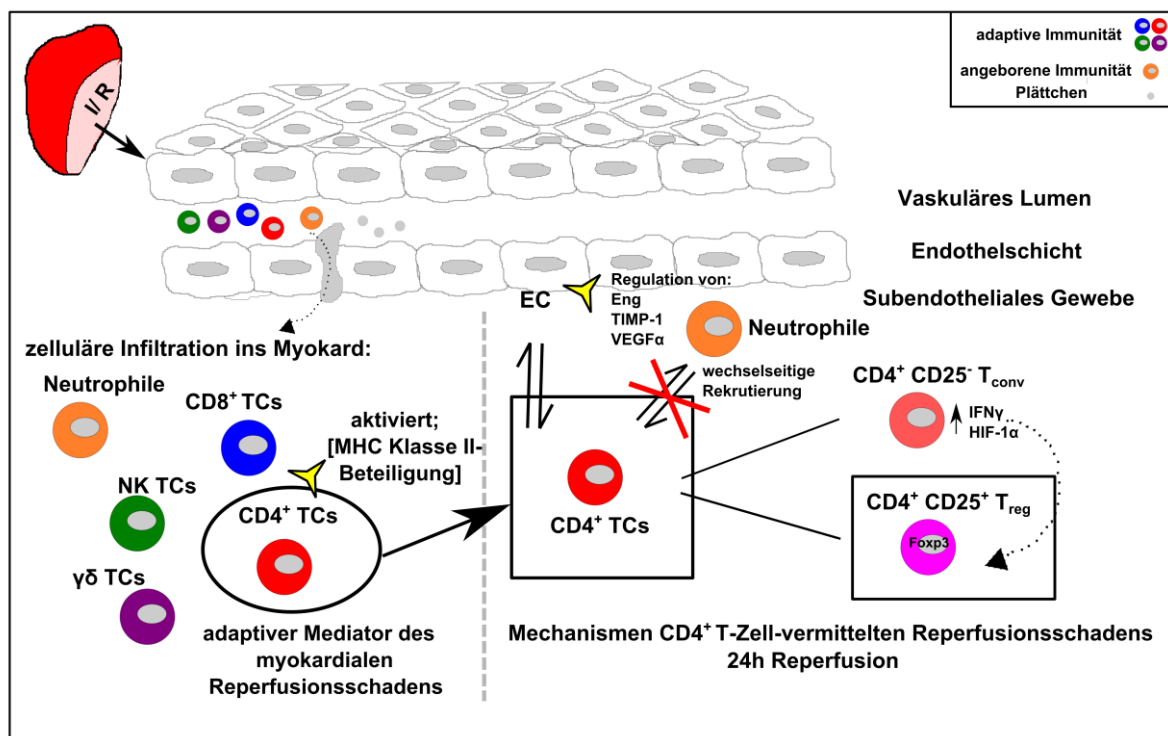 adaptive Immunität
angeborene Immunität
Plättchen
I/ R
Vaskuläres Lumen
Endothelschicht
Subendotheliales Gewebe
EC
Regulation von:
Eng
TIMP-1
VEGFα
Neutrophile
wechselseitige
Rekrutierung
zelluläre Infiltration ins Myokard:
Neutrophile
CD8⁺ TCs
aktiviert;
[MHC Klasse II-
Beteiligung]
NK TCs
CD4⁺ TCs
γδ TCs
adaptiver Mediator des
myokardialen
Reperfusionsschadens
CD4⁺ TCs
CD4⁺ CD25⁻ Tconv
IFNγ
HIF-1α
CD4⁺ CD25⁺ Treg
Foxp3
Mechanismen CD4⁺ T-Zell-vermittelten Reperfusionsschadens
24h Reperfusion